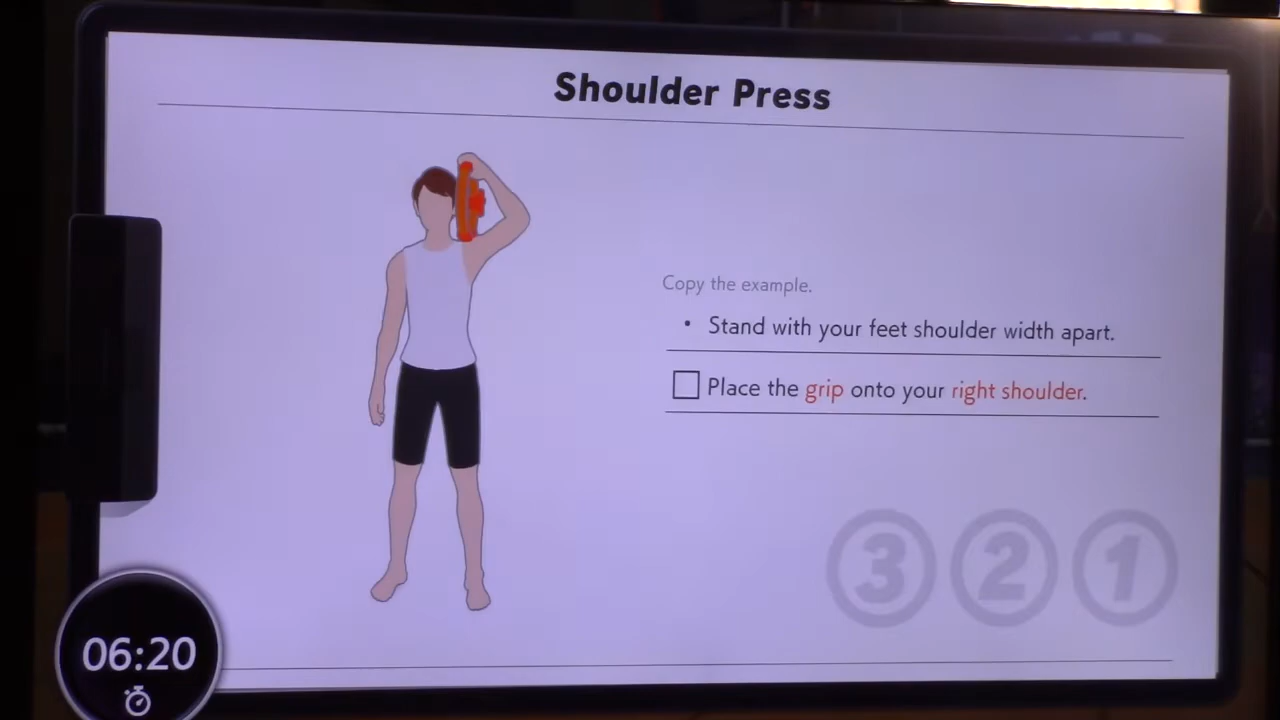 Shoulder Press
Copy the example.
• Stand with your feet shoulder width apart.
Place the grip onto your right shoulder.
3 2 1
06:20